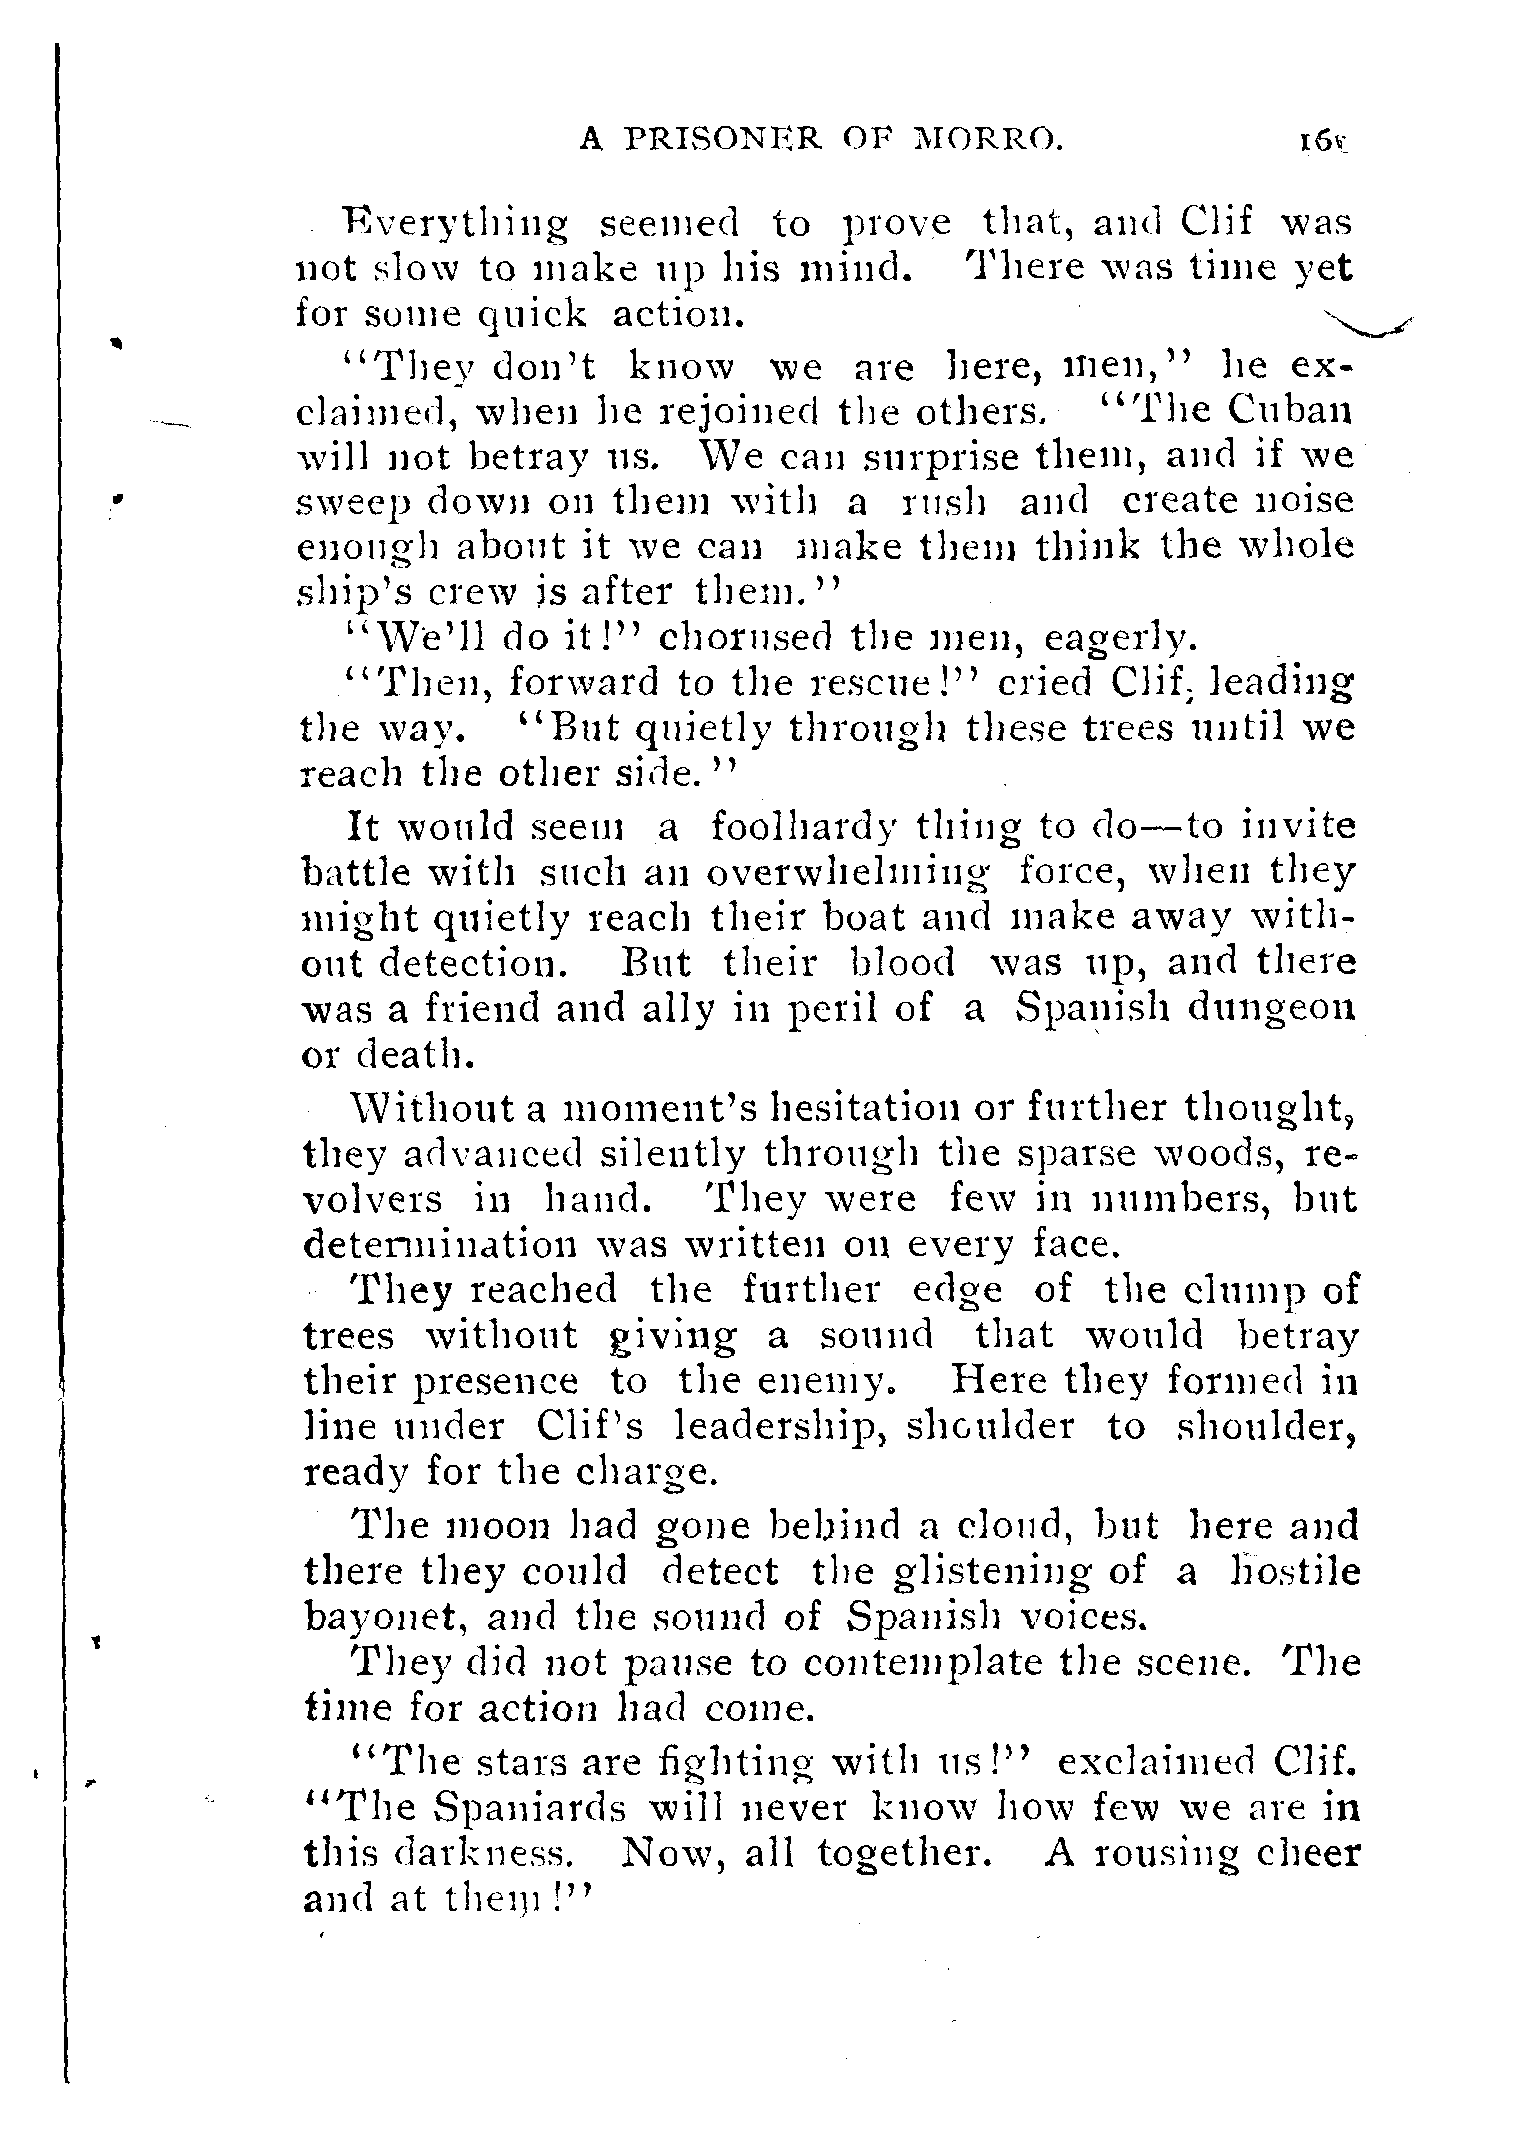 A PRISONER OF MORRO.
Everything seemed to prove that, and Clif was
not slow to make up his mind. There was time yet
for some quick action.
"They don't know we are here, men," he ex-
claimed, when he rejoined the others. "The Cuban
will not betray us. We can surprise them, and if we
sweep down on them with a rush and create noise
enough about it we can make them think the whole
ship's crew is after them."
"We'll do it!" chorused the men, eagerly.
"Then, forward to the rescue!" cried Clif, leading
the way. "But quietly through these trees until we
reach the other side."
It would seem a foolhardy thing to do—to invite
battle with such an overwhelming force, when they
might quietly reach their boat and make away with-
out detection. But their blood was up, and there
was a friend and ally in peril of a Spanish dungeon
or death.
Without a moment's hesitation or further thought,
they advanced silently through the sparse woods, re-
volvers in hand. They were few in numbers, but
determination was written on every face.
They reached the further edge of the clump of
trees without giving a sound that would betray
their presence to the enemy. Here they formed in
line under Clif's leadership, shoulder to shoulder,
ready for the charge.
The moon had gone behind a cloud, but here and
there they could detect the glistening of a hostile
bayonet, and the sound of Spanish voices.
They did not pause to contemplate the scene. The
time for action had come.
"The stars are fighting with us!" exclaimed Clif.
"The Spaniards will never know how few we are in
this darkness. Now, all together. A rousing cheer
and at them!"